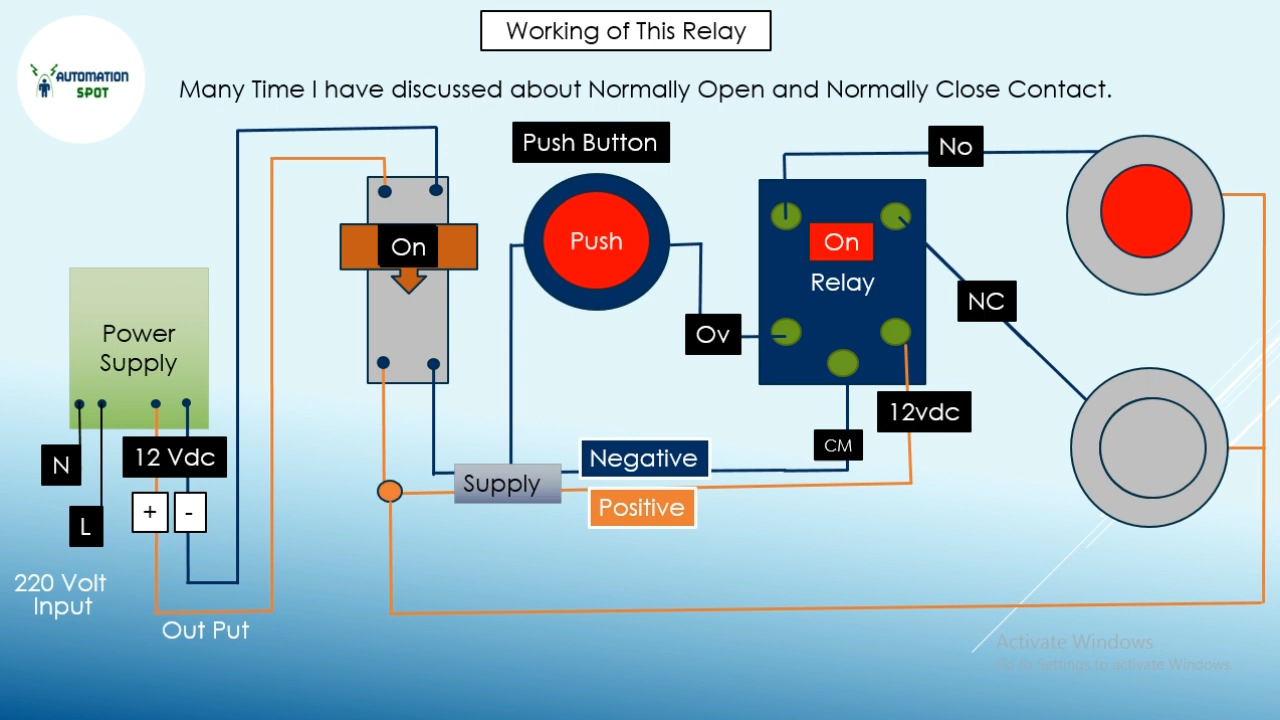 Working of This Relay
AUTOMATION
SPOT
Many Time I have discussed about Normally Open and Normally Close Contact.
Push Button
No
On
Push
On
Relay
NC
Power
Supply
Ov
12vdc
N
12 Vdc
Negative
CM
Supply
Positive
+
-
L
220 Volt
Input
Out Put
Activate Windows
Go to Settings to activate Windows.